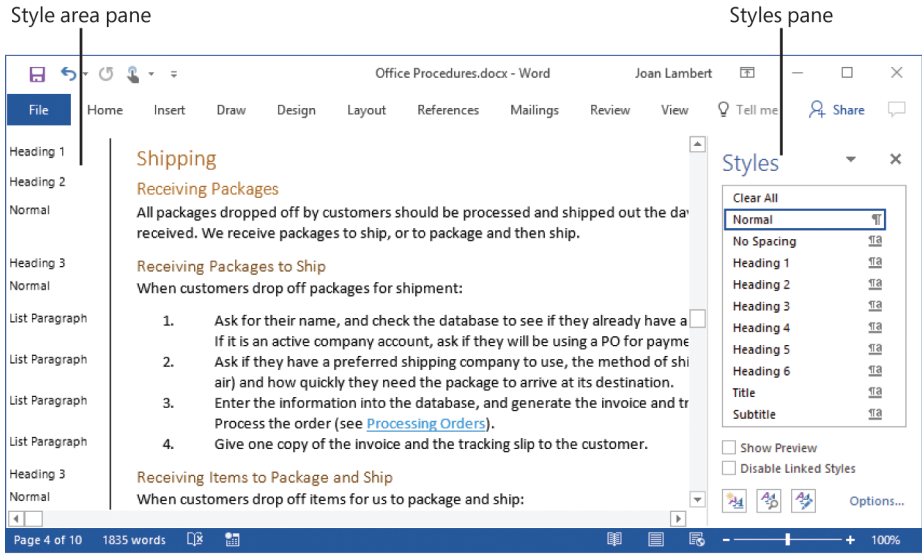 Style area pane
Styles pane
Office Procedures.docx - Word
Joan Lambert
File Home Insert Draw Design Layout References Mailings Review View Tell me Share
Heading 1
Shipping
Heading 2
Receiving Packages
Normal
All packages dropped off by customers should be processed and shipped out the day
received. We receive packages to ship, or to package and then ship.
Heading 3
Receiving Packages to Ship
Normal
When customers drop off packages for shipment:
List Paragraph
1. Ask for their name, and check the database to see if they already have a
If it is an active company account, ask if they will be using a PO for payme
List Paragraph
2. Ask if they have a preferred shipping company to use, the method of shi
air) and how quickly they need the package to arrive at its destination.
List Paragraph
3. Enter the information into the database, and generate the invoice and tr
Process the order (see Processing Orders).
List Paragraph
4. Give one copy of the invoice and the tracking slip to the customer.
Heading 3
Receiving Items to Package and Ship
Normal
When customers drop off items for us to package and ship:
Styles
Clear All
Normal
No Spacing
Heading 1
Heading 2
Heading 3
Heading 4
Heading 5
Heading 6
Title
Subtitle
Show Preview
Disable Linked Styles
Options...
Page 4 of 10 1835 words 100%